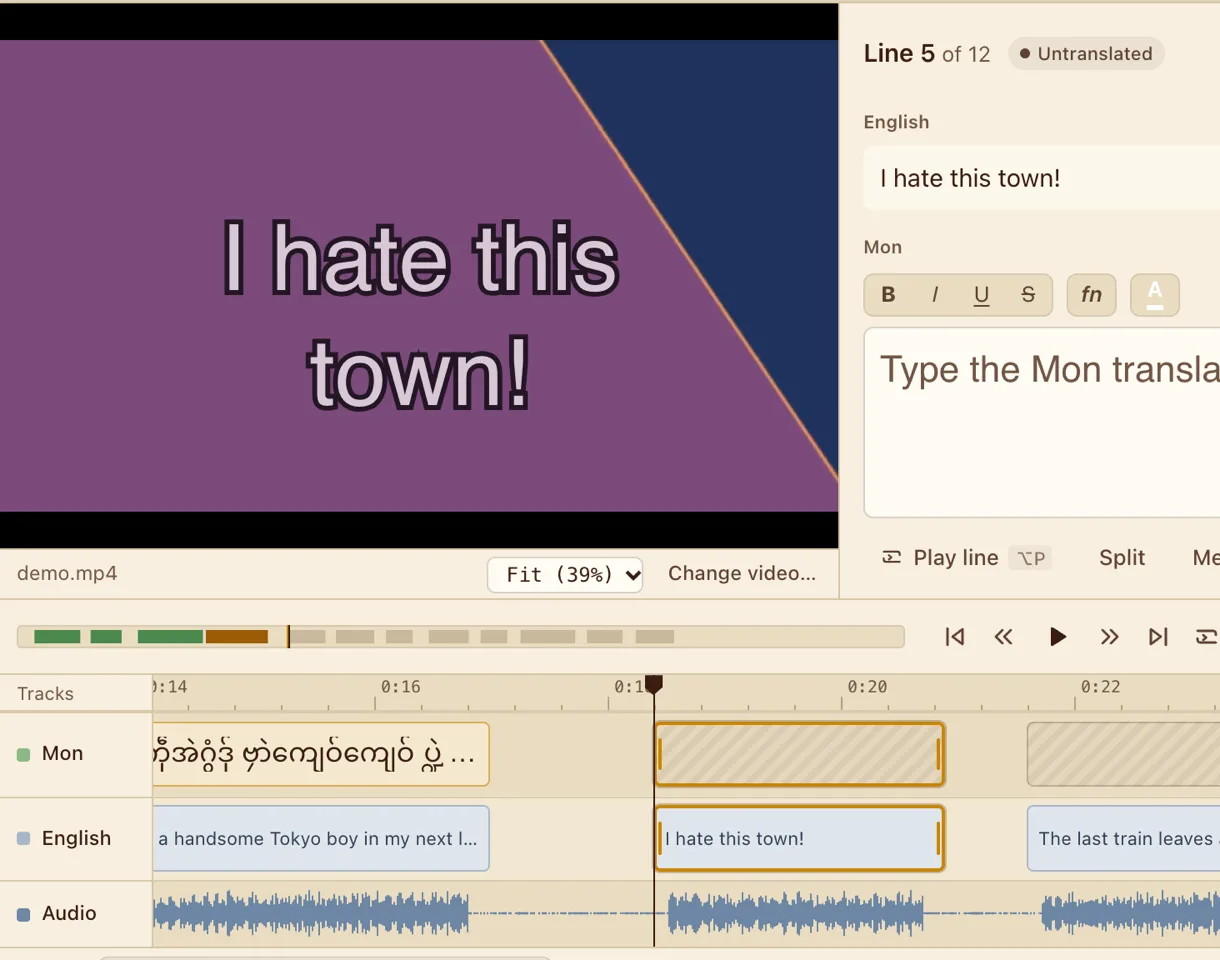 I hate this
town!
demo.mp4
Fit (39%)
Change video...
Line 5 of 12
Untranslated
English
I hate this town!
Mon
B I U S fn A
Type the Mon
Play line ⌥P
Split
Tracks
0:16
0:20
0:22
Mon
English
a handsome Tokyo boy in my next l...
I hate this town!
The last train leaves
Audio